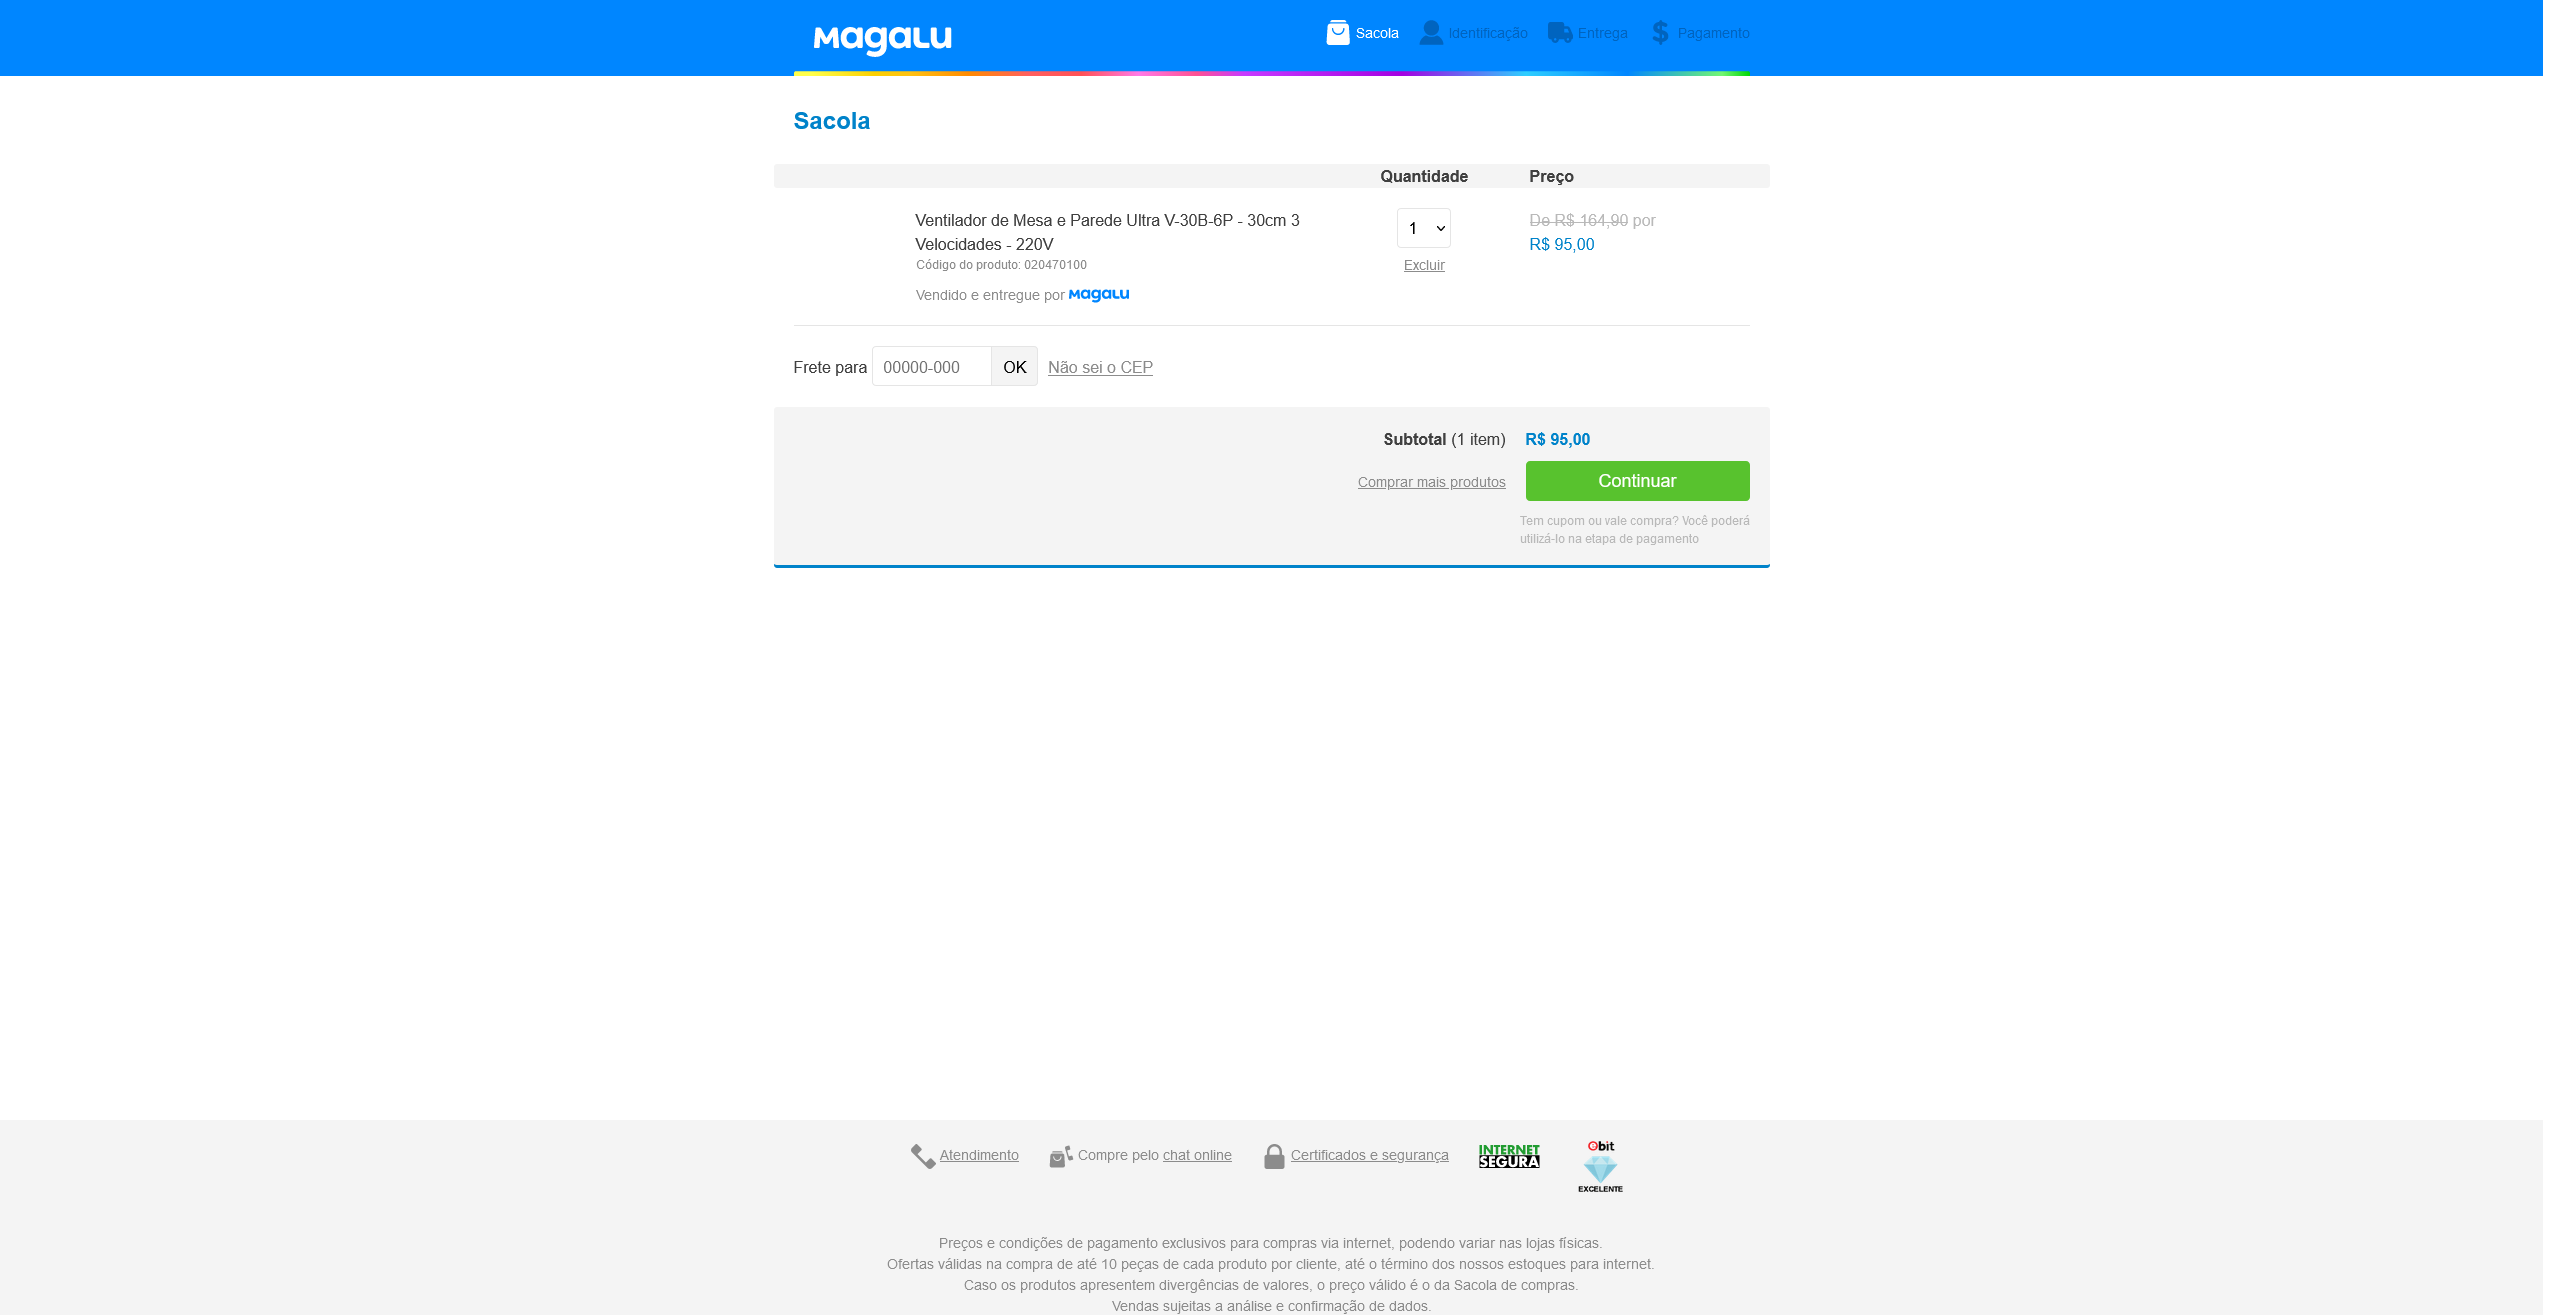 Magalu
Sacola
Identificação
Entrega
Pagamento
Sacola
Quantidade
Preço
Ventilador de Mesa e Parede Ultra V-30B-6P - 30cm 3
Velocidades - 220V
Código do produto: 020470100
Vendido e entregue por Magalu
1
Excluir
De R$ 164,90 por
R$ 95,00
Frete para 00000-000 OK Não sei o CEP
Subtotal (1 item) R$ 95,00
Comprar mais produtos
Continuar
Tem cupom ou vale compra? Você poderá
utilizá-lo na etapa de pagamento
Atendimento
Compre pelo chat online
Certificados e segurança
INTERNET
SEGURA
ebit
EXCELENTE
Preços e condições de pagamento exclusivos para compras via internet, podendo variar nas lojas físicas.
Ofertas válidas na compra de até 10 peças de cada produto por cliente, até o término dos nossos estoques para internet.
Caso os produtos apresentem divergências de valores, o preço válido é o da Sacola de compras.
Vendas sujeitas a análise e confirmação de dados.